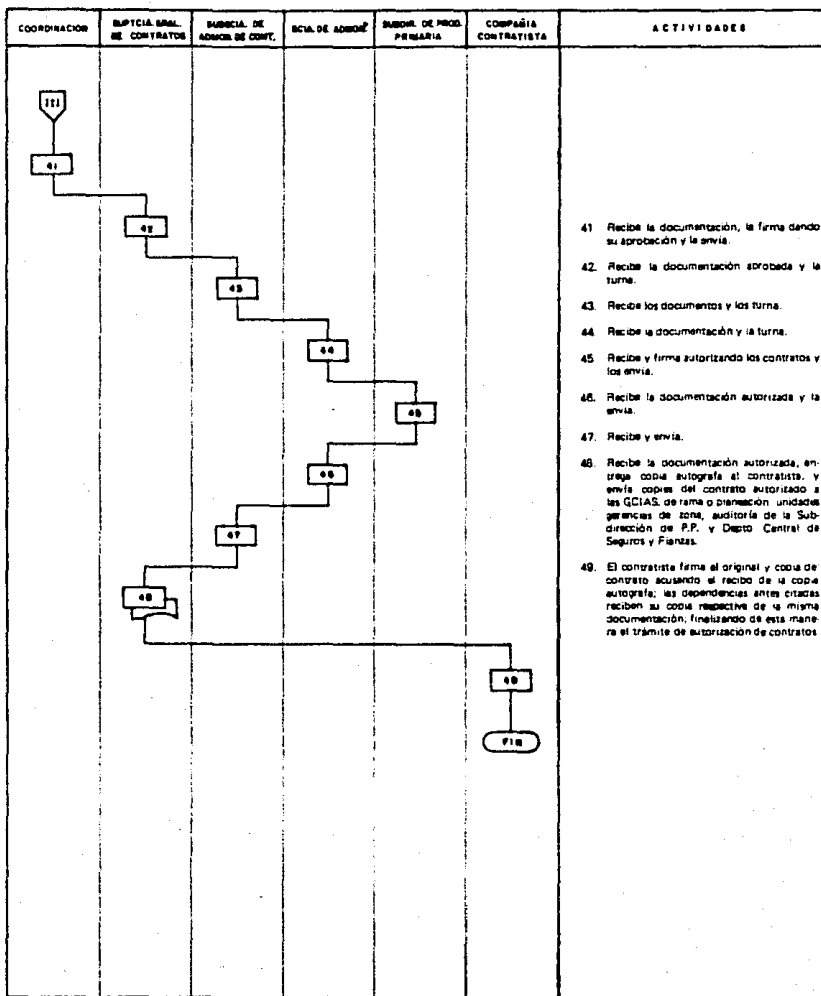 COORDINACION
SUPTCIA. GRAL.
DE CONTRATOS
SUBGCIA. DE
ADMON. DE CONT.
GCIA. DE ADMON.
SUBDIR. DE PROD.
PRIMARIA
COMPAÑIA
CONTRATISTA
ACTIVIDADES
III
41
42
43
44
45
46
47
48
49
FIN
41 Recibe la documentación, la firma dando
su aprobación y la envía.
42. Recibe la documentación aprobada y la
turna.
43. Recibe los documentos y los turna.
44 Recibe la documentación y la turna.
45 Recibe y firma autorizando los contratos y
los envía.
46. Recibe la documentación autorizada y la
envía.
47. Recibe y envía.
48. Recibe la documentación autorizada, en-
trega copia autografa al contratista, y
envía copias del contrato autorizado a
las GCIAS. de rama o planeación unidades
gerencias de zona, auditoría de la Sub-
dirección de P.P. y Depto Central de
Seguros y Fianzas.
49. El contratista firma el original y copia de
contrato acusando el recibo de la copia
autografa; las dependencias antes citadas
reciben su copia respective de la misma
documentación; finalizando de esta mane-
ra el trámite de autorización de contratos